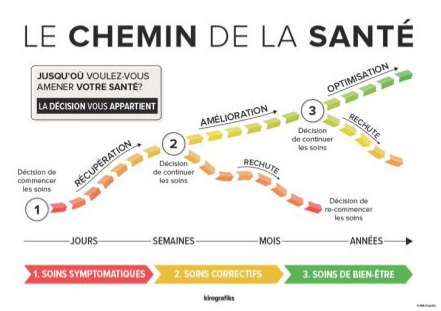 LE CHEMIN DE LA SANTÉ
JUSQU'OÙ VOULEZ-VOUS
AMENER VOTRE SANTÉ?
LA DÉCISION VOUS APPARTIENT
OPTIMISATION
AMÉLIORATION
3
RECHUTE
Décision
de continuer
les soins
RÉCUPÉRATION
2
Décision
de continuer
les soins
RECHUTE
Décision de
commencer
les soins
1
Décision de
re-commencer
les soins
JOURS
SEMAINES
MOIS
ANNÉES
1. SOINS SYMPTOMATIQUES
2. SOINS CORRECTIFS
3. SOINS DE BIEN-ÊTRE
kirografiks